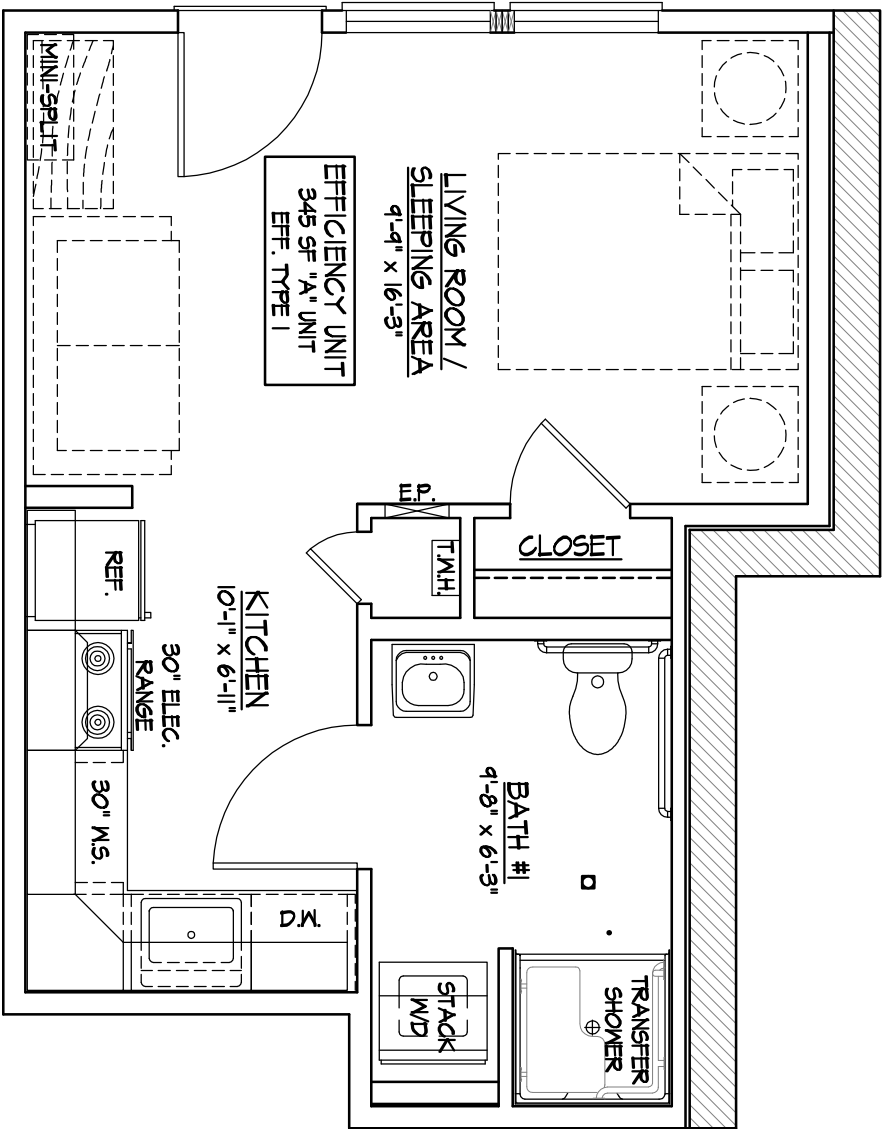 MINI-SPLIT
LIVING ROOM /
SLEEPING AREA
9'-9" x 16'-3"
EFFICIENCY UNIT
345 SF "A" UNIT
EFF. TYPE 1
E.P.
T.W.H.
CLOSET
REF.
KITCHEN
10'-1" x 6'-11"
30" ELEC.
RANGE
30" W.S.
BATH #1
9'-8" x 6'-3"
D.W.
STACK
W/D
TRANSFER
SHOWER